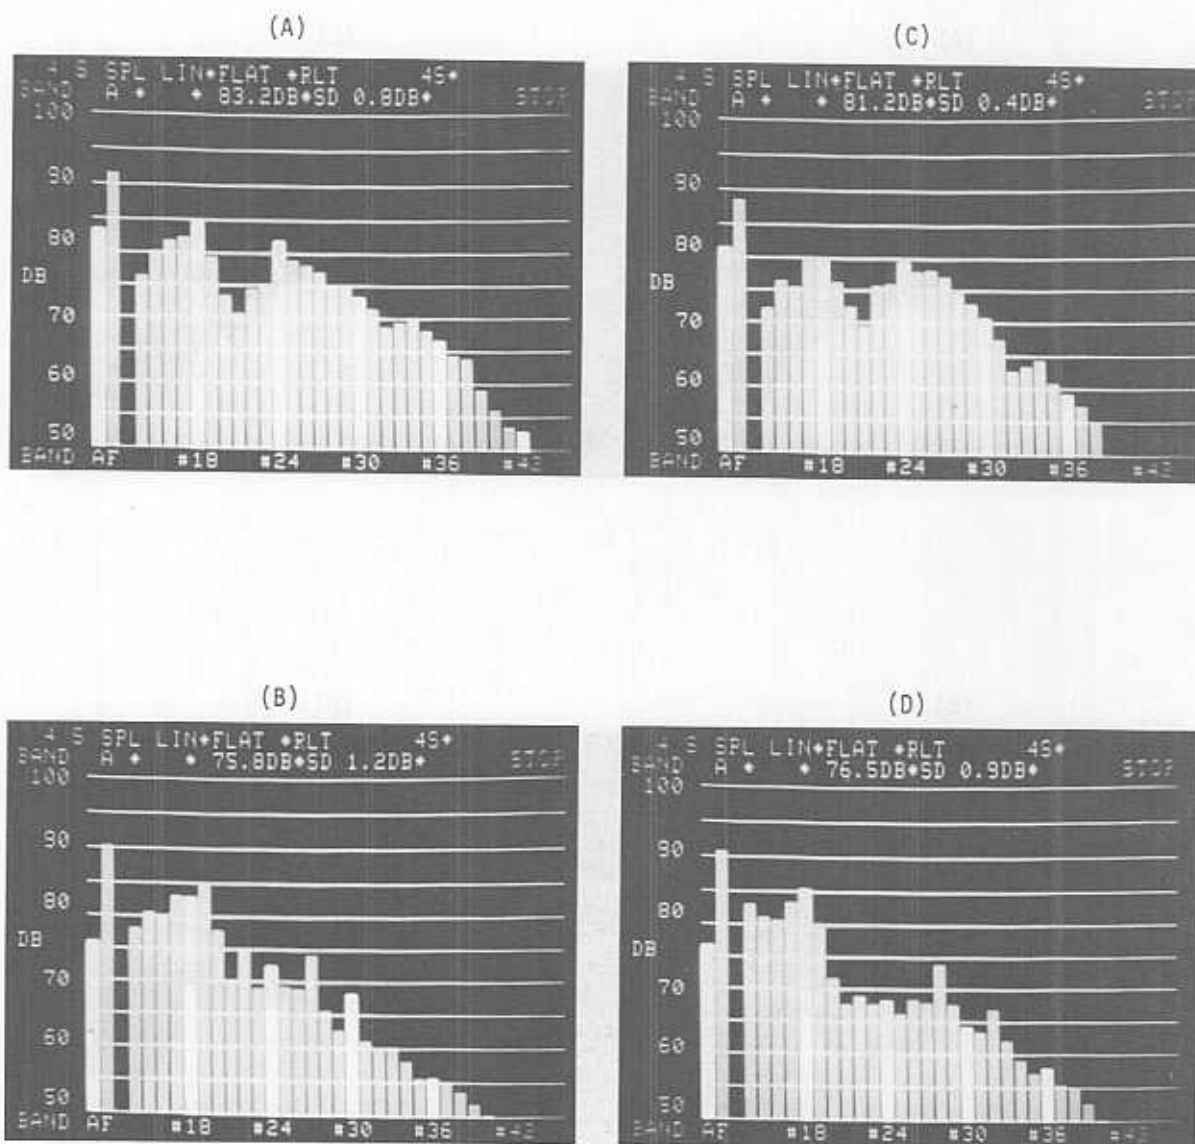 (A)
4 S SPL LIN♦FLAT ♦RLT 4S♦
BAND A ♦ ♦ 83.2DB♦SD 0.8DB♦ STOP
100
90
80
DB
70
60
50
BAND AF #18 #24 #30 #36 #43
(C)
4 S SPL LIN♦FLAT ♦RLT 4S♦
BAND A ♦ ♦ 81.2DB♦SD 0.4DB♦ STOP
100
90
80
DB
70
60
50
BAND AF #18 #24 #30 #36 #43
(B)
4 S SPL LIN♦FLAT ♦RLT 4S♦
BAND A ♦ ♦ 75.8DB♦SD 1.2DB♦ STOP
100
90
80
DB
70
60
50
BAND AF #18 #24 #30 #36 #43
(D)
4 S SPL LIN♦FLAT ♦RLT 4S♦
BAND A ♦ ♦ 76.5DB♦SD 0.9DB♦ STOP
100
90
80
DB
70
60
50
BAND AF #18 #24 #30 #36 #43